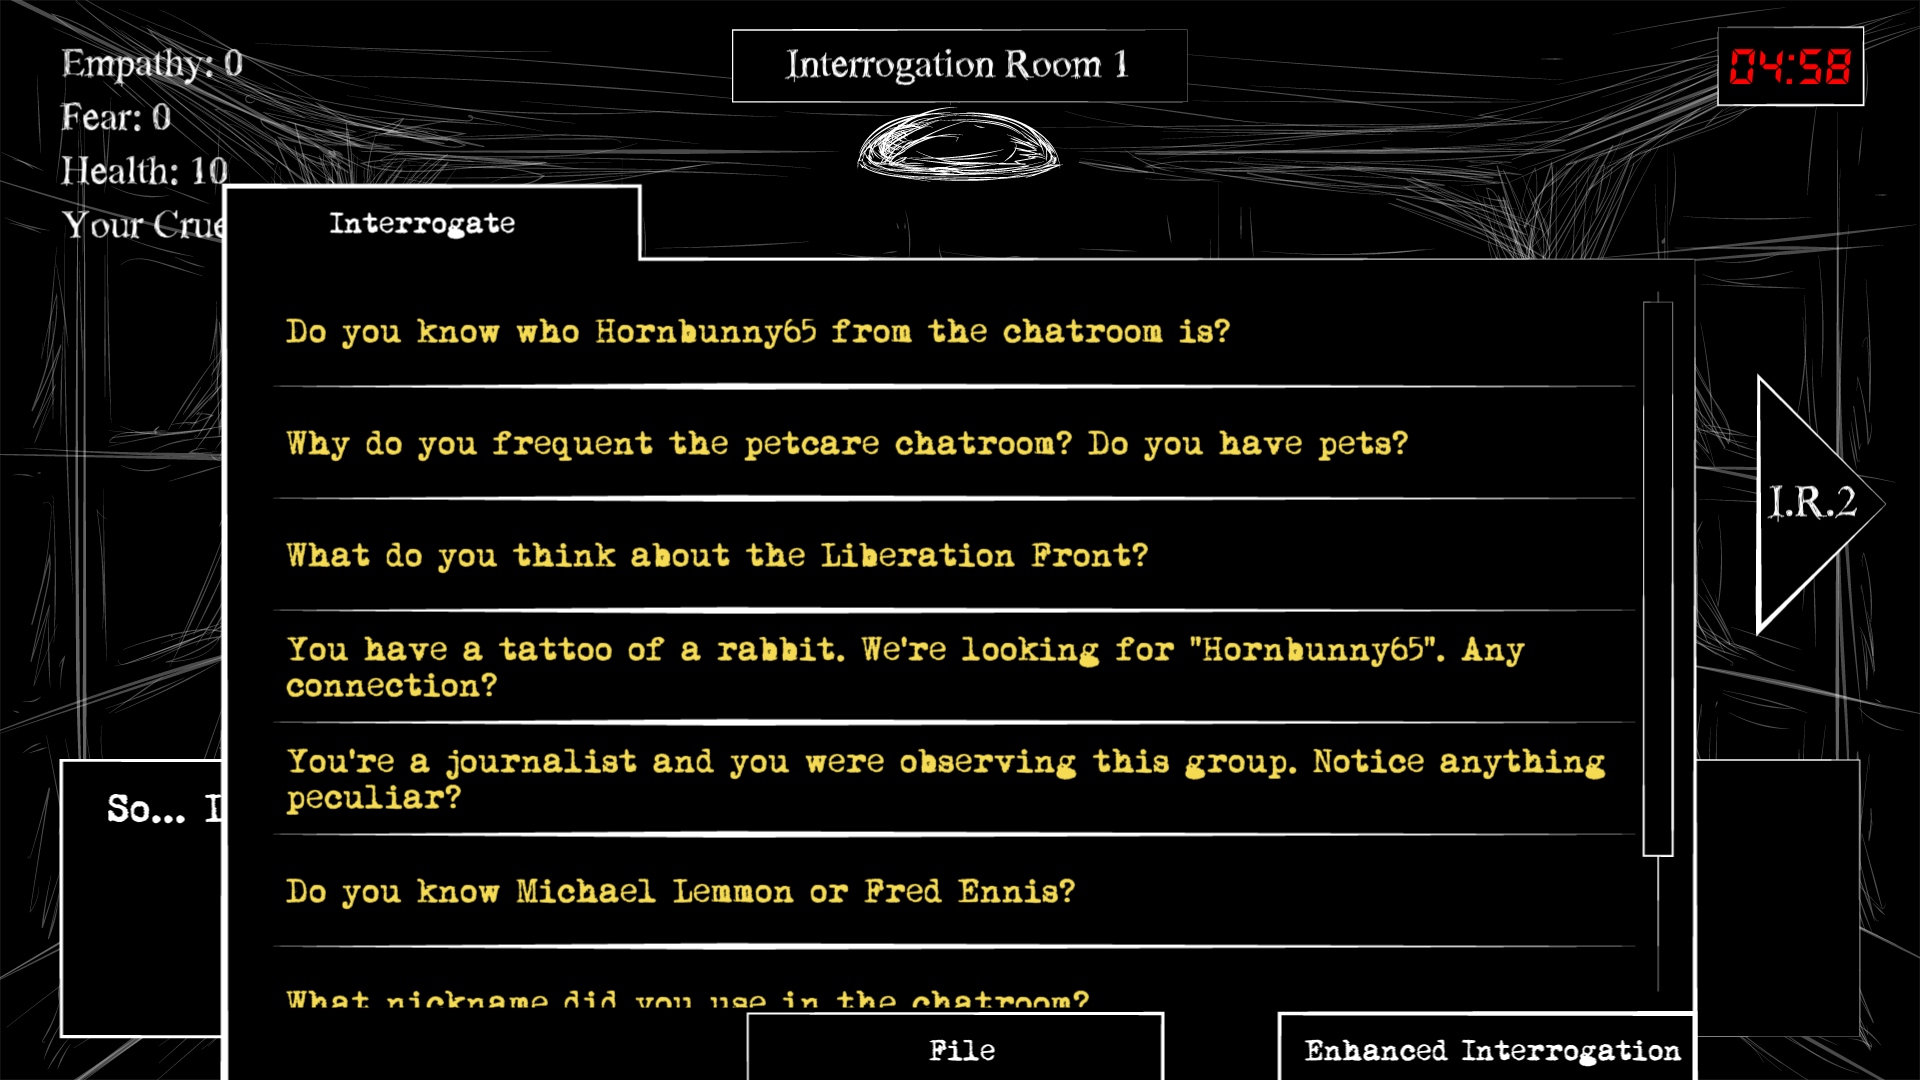 Empathy: 0
Fear: 0
Health: 10
Your Crue
Interrogation Room 1
04:58
Interrogate
Do you know who Hornbunny65 from the chatroom is?
Why do you frequent the petcare chatroom? Do you have pets?
What do you think about the Liberation Front?
You have a tattoo of a rabbit. We're looking for "Hornbunny65". Any
connection?
You're a journalist and you were observing this group. Notice anything
peculiar?
Do you know Michael Lemmon or Fred Ennis?
What nickname did you use in the chatroom?
I.R.2
So... I
File
Enhanced Interrogation